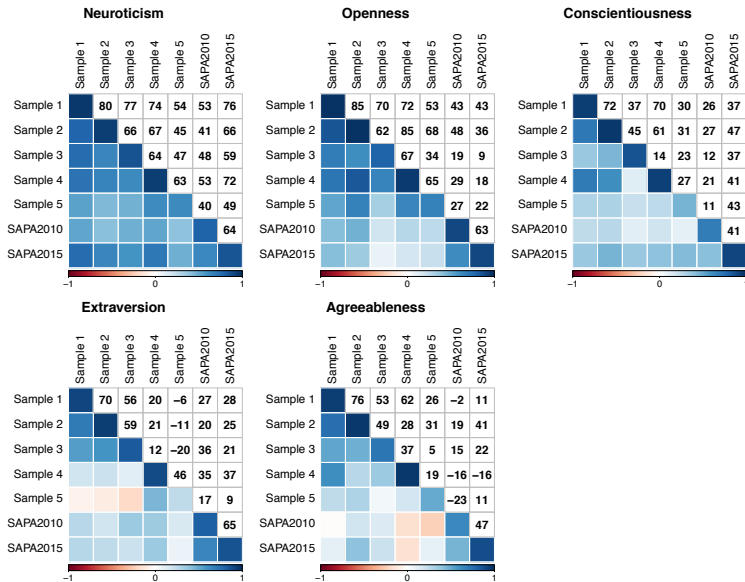 Neuroticism
Sample 1 Sample 2 Sample 3 Sample 4 Sample 5 SAPA2010 SAPA2015
Sample 1 80 77 74 54 53 76
Sample 2 66 67 45 41 66
Sample 3 64 47 48 59
Sample 4 63 53 72
Sample 5 40 49
SAPA2010 64
SAPA2015
−1 0 1
Openness
Sample 1 Sample 2 Sample 3 Sample 4 Sample 5 SAPA2010 SAPA2015
Sample 1 85 70 72 53 43 43
Sample 2 62 85 68 48 36
Sample 3 67 34 19 9
Sample 4 65 29 18
Sample 5 27 22
SAPA2010 63
SAPA2015
−1 0 1
Conscientiousness
Sample 1 Sample 2 Sample 3 Sample 4 Sample 5 SAPA2010 SAPA2015
Sample 1 72 37 70 30 26 37
Sample 2 45 61 31 27 47
Sample 3 14 23 12 37
Sample 4 27 21 41
Sample 5 11 43
SAPA2010 41
SAPA2015
−1 0 1
Extraversion
Sample 1 Sample 2 Sample 3 Sample 4 Sample 5 SAPA2010 SAPA2015
Sample 1 70 56 20 −6 27 28
Sample 2 59 21 −11 20 25
Sample 3 12 −20 36 21
Sample 4 46 35 37
Sample 5 17 9
SAPA2010 65
SAPA2015
−1 0 1
Agreeableness
Sample 1 Sample 2 Sample 3 Sample 4 Sample 5 SAPA2010 SAPA2015
Sample 1 76 53 62 26 −2 11
Sample 2 49 28 31 19 41
Sample 3 37 5 15 22
Sample 4 19 −16 −16
Sample 5 −23 11
SAPA2010 47
SAPA2015
−1 0 1